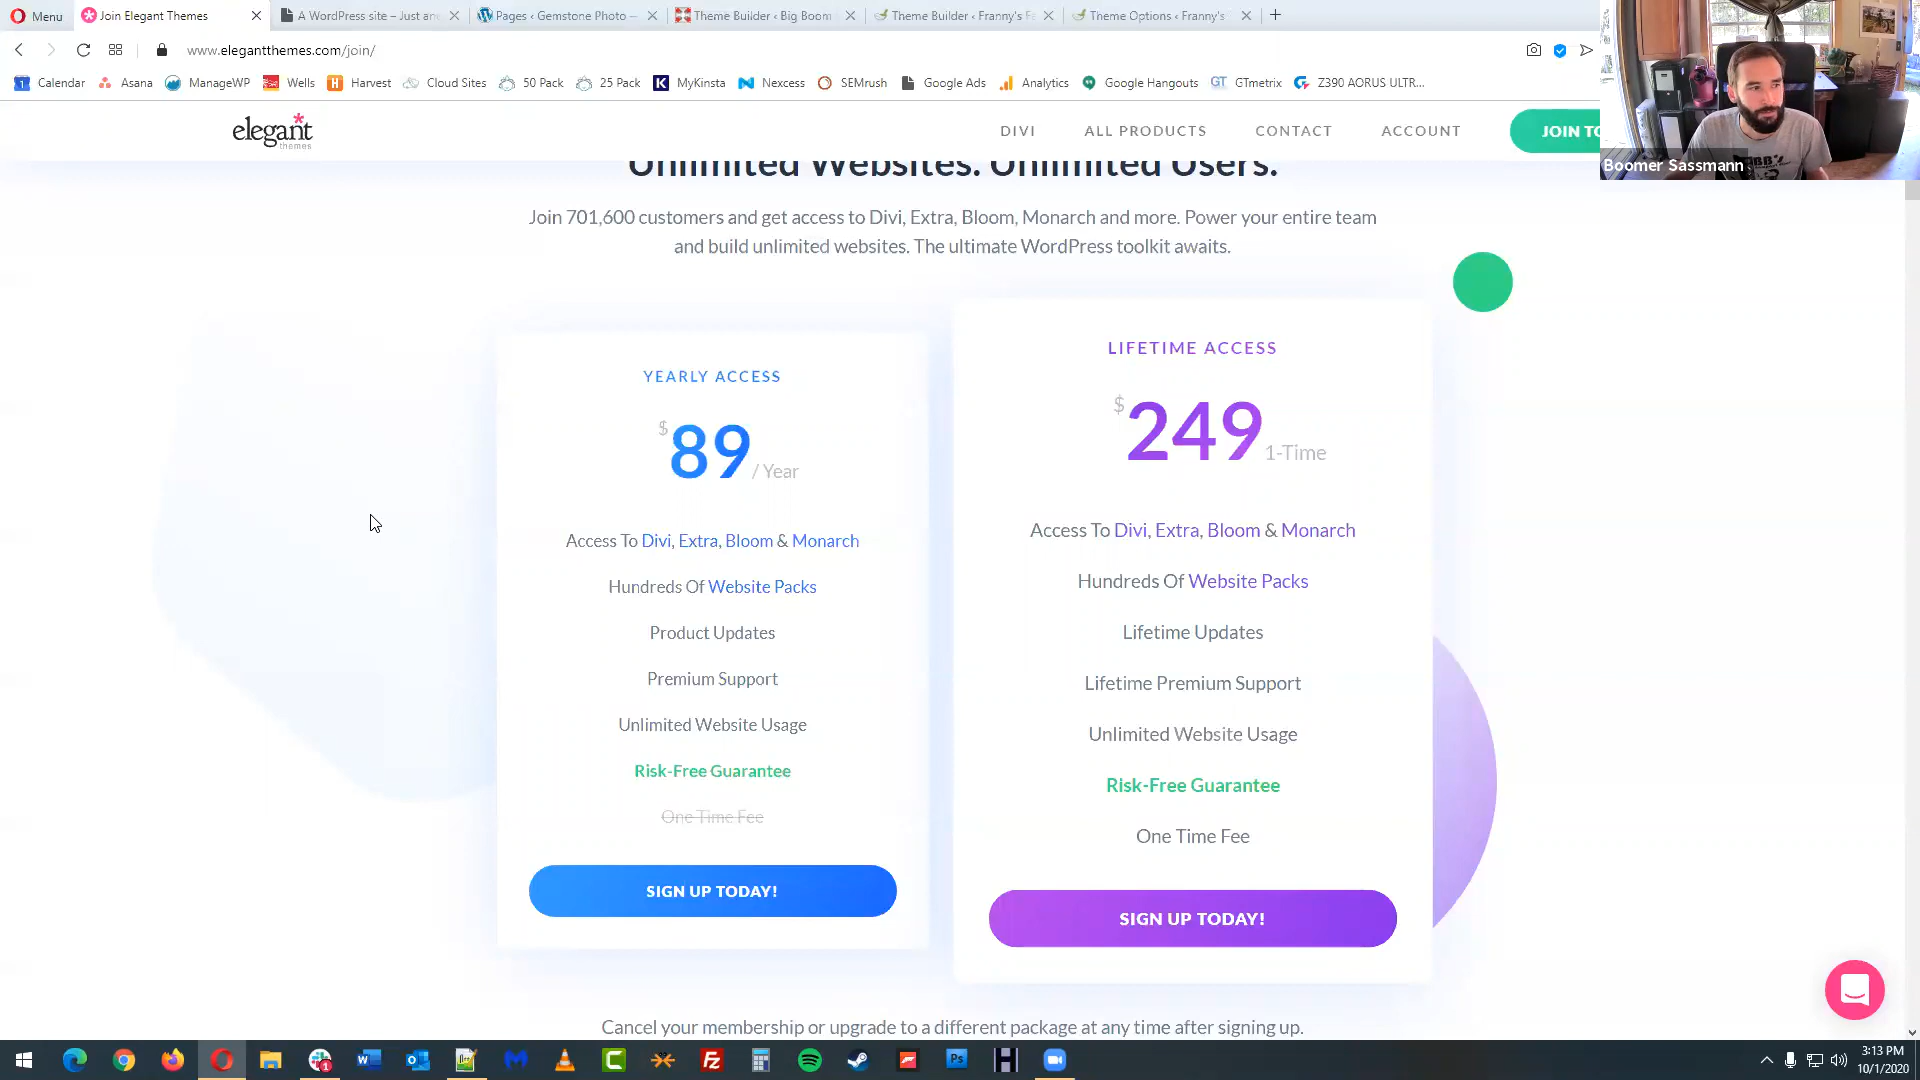 Menu
Join Elegant Themes
A WordPress site – Just an
Pages ‹ Gemstone Photo —
Theme Builder ‹ Big Boom
Theme Builder ‹ Franny's F
Theme Options ‹ Franny's
www.elegantthemes.com/join/
Calendar
Asana
ManageWP
Wells
Harvest
Cloud Sites
50 Pack
25 Pack
MyKinsta
Nexcess
SEMrush
Google Ads
Analytics
Google Hangouts
GTmetrix
Z390 AORUS ULTR...
elegant
themes
DIVI
ALL PRODUCTS
CONTACT
ACCOUNT
JOIN TO
Boomer Sassmann
Unlimited Websites. Unlimited Users.
Join 701,600 customers and get access to Divi, Extra, Bloom, Monarch and more. Power your entire team
and build unlimited websites. The ultimate WordPress toolkit awaits.
YEARLY ACCESS
$89/ Year
Access To Divi, Extra, Bloom & Monarch
Hundreds Of Website Packs
Product Updates
Premium Support
Unlimited Website Usage
Risk-Free Guarantee
One Time Fee
SIGN UP TODAY!
LIFETIME ACCESS
$249 1-Time
Access To Divi, Extra, Bloom & Monarch
Hundreds Of Website Packs
Lifetime Updates
Lifetime Premium Support
Unlimited Website Usage
Risk-Free Guarantee
One Time Fee
SIGN UP TODAY!
Cancel your membership or upgrade to a different package at any time after signing up.
3:13 PM
10/1/2020